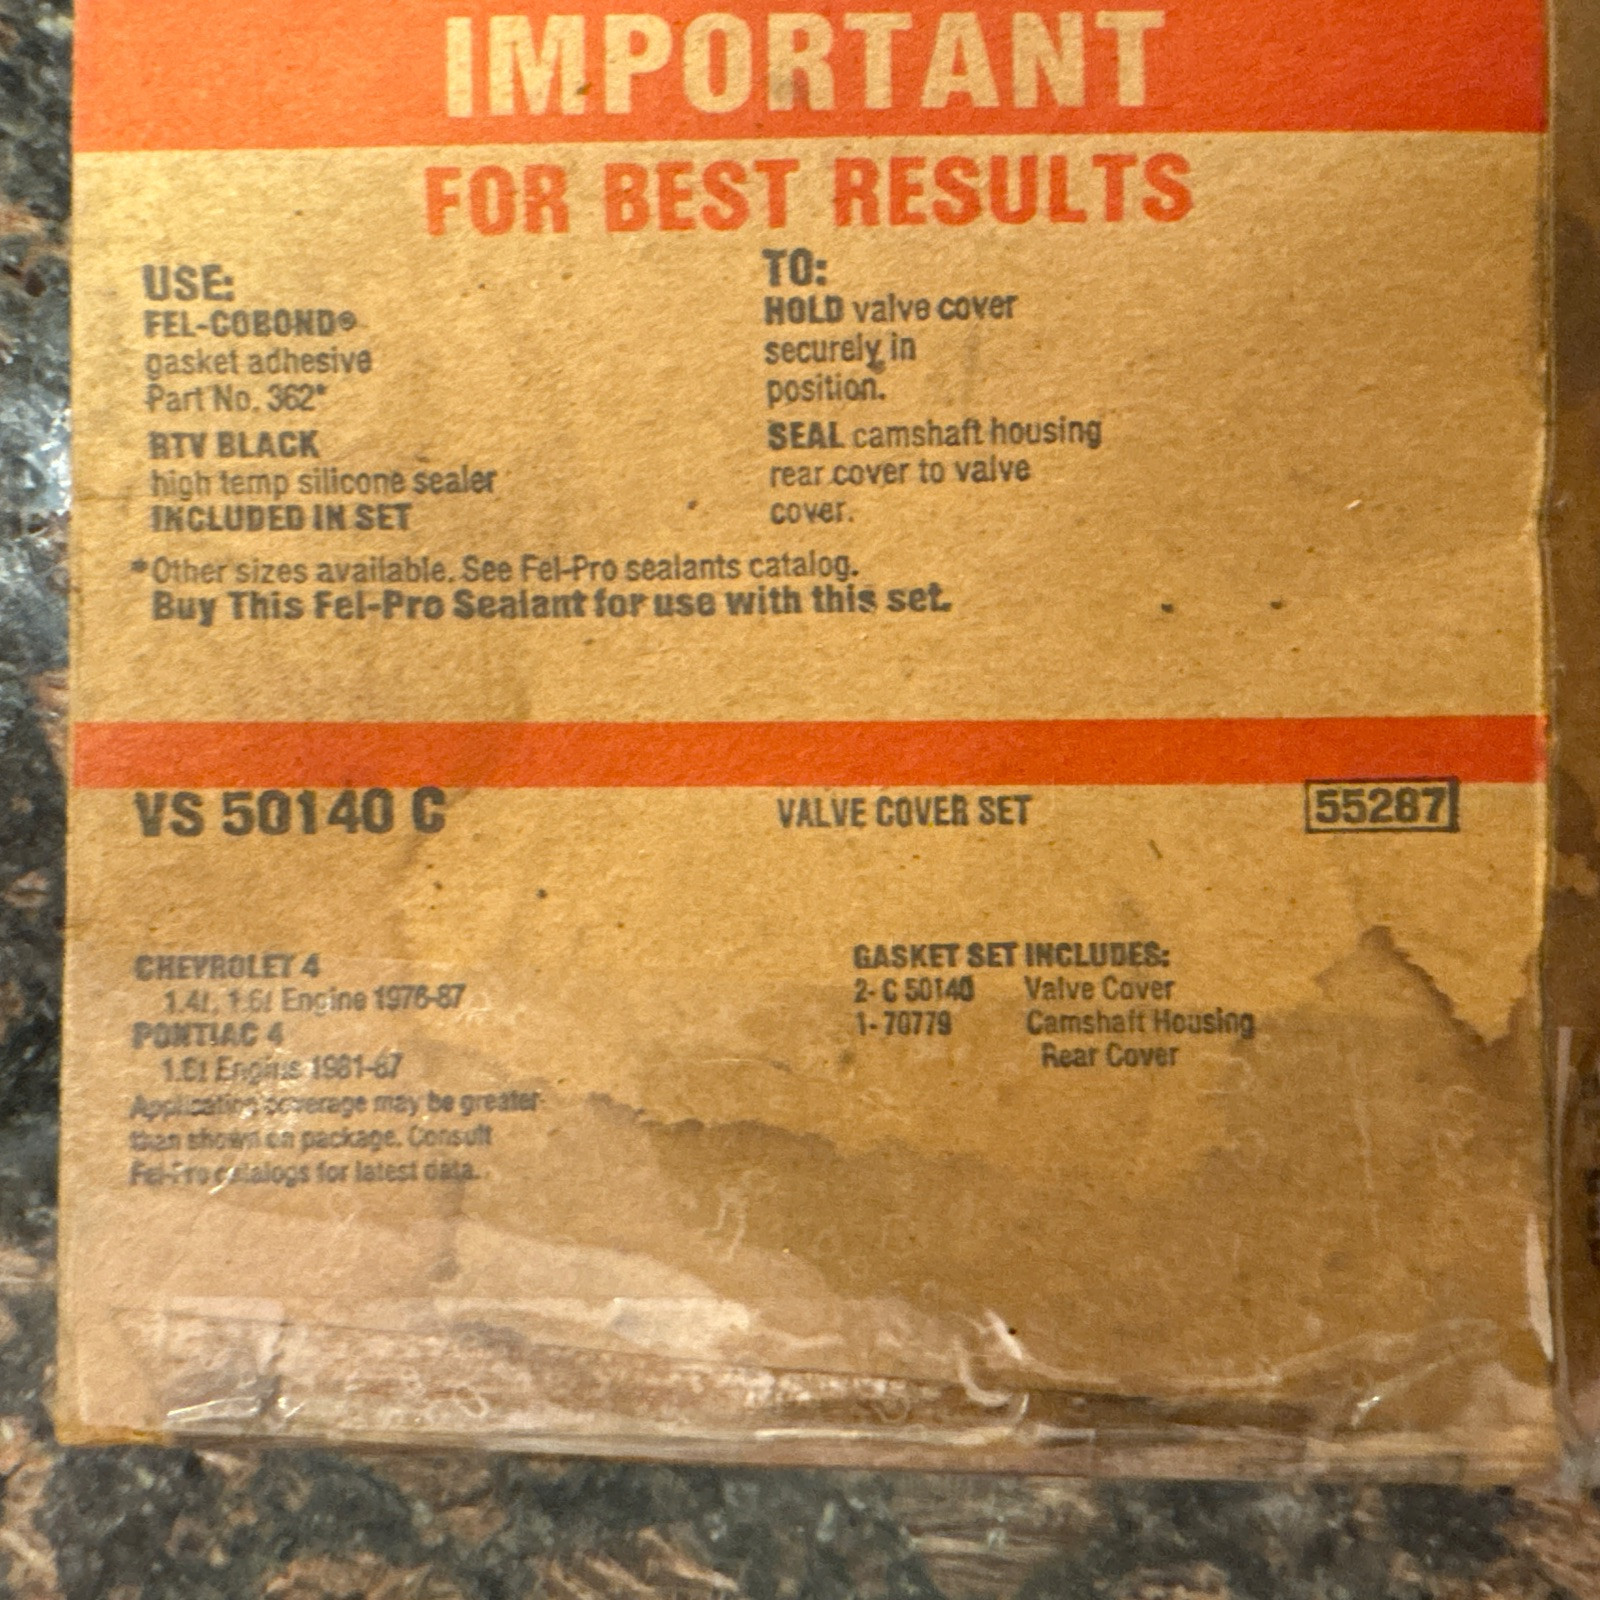 IMPORTANT
FOR BEST RESULTS
USE:
FEL-COBOND®
gasket adhesive
Part No. 362*
RTV BLACK
high temp silicone sealer
INCLUDED IN SET
TO:
HOLD valve cover
securely in
position.
SEAL camshaft housing
rear cover to valve
cover.
*Other sizes available. See Fel-Pro sealants catalog.
Buy This Fel-Pro Sealant for use with this set.
VS 50140 C
VALVE COVER SET
55287
CHEVROLET 4
1.4l, 1.6l Engine 1976-87
PONTIAC 4
1.6l Engine 1981-87
Application coverage may be greater
than shown on package. Consult
Fel-Pro catalogs for latest data.
GASKET SET INCLUDES:
2- C 50140 Valve Cover
1- 70779 Camshaft Housing
Rear Cover